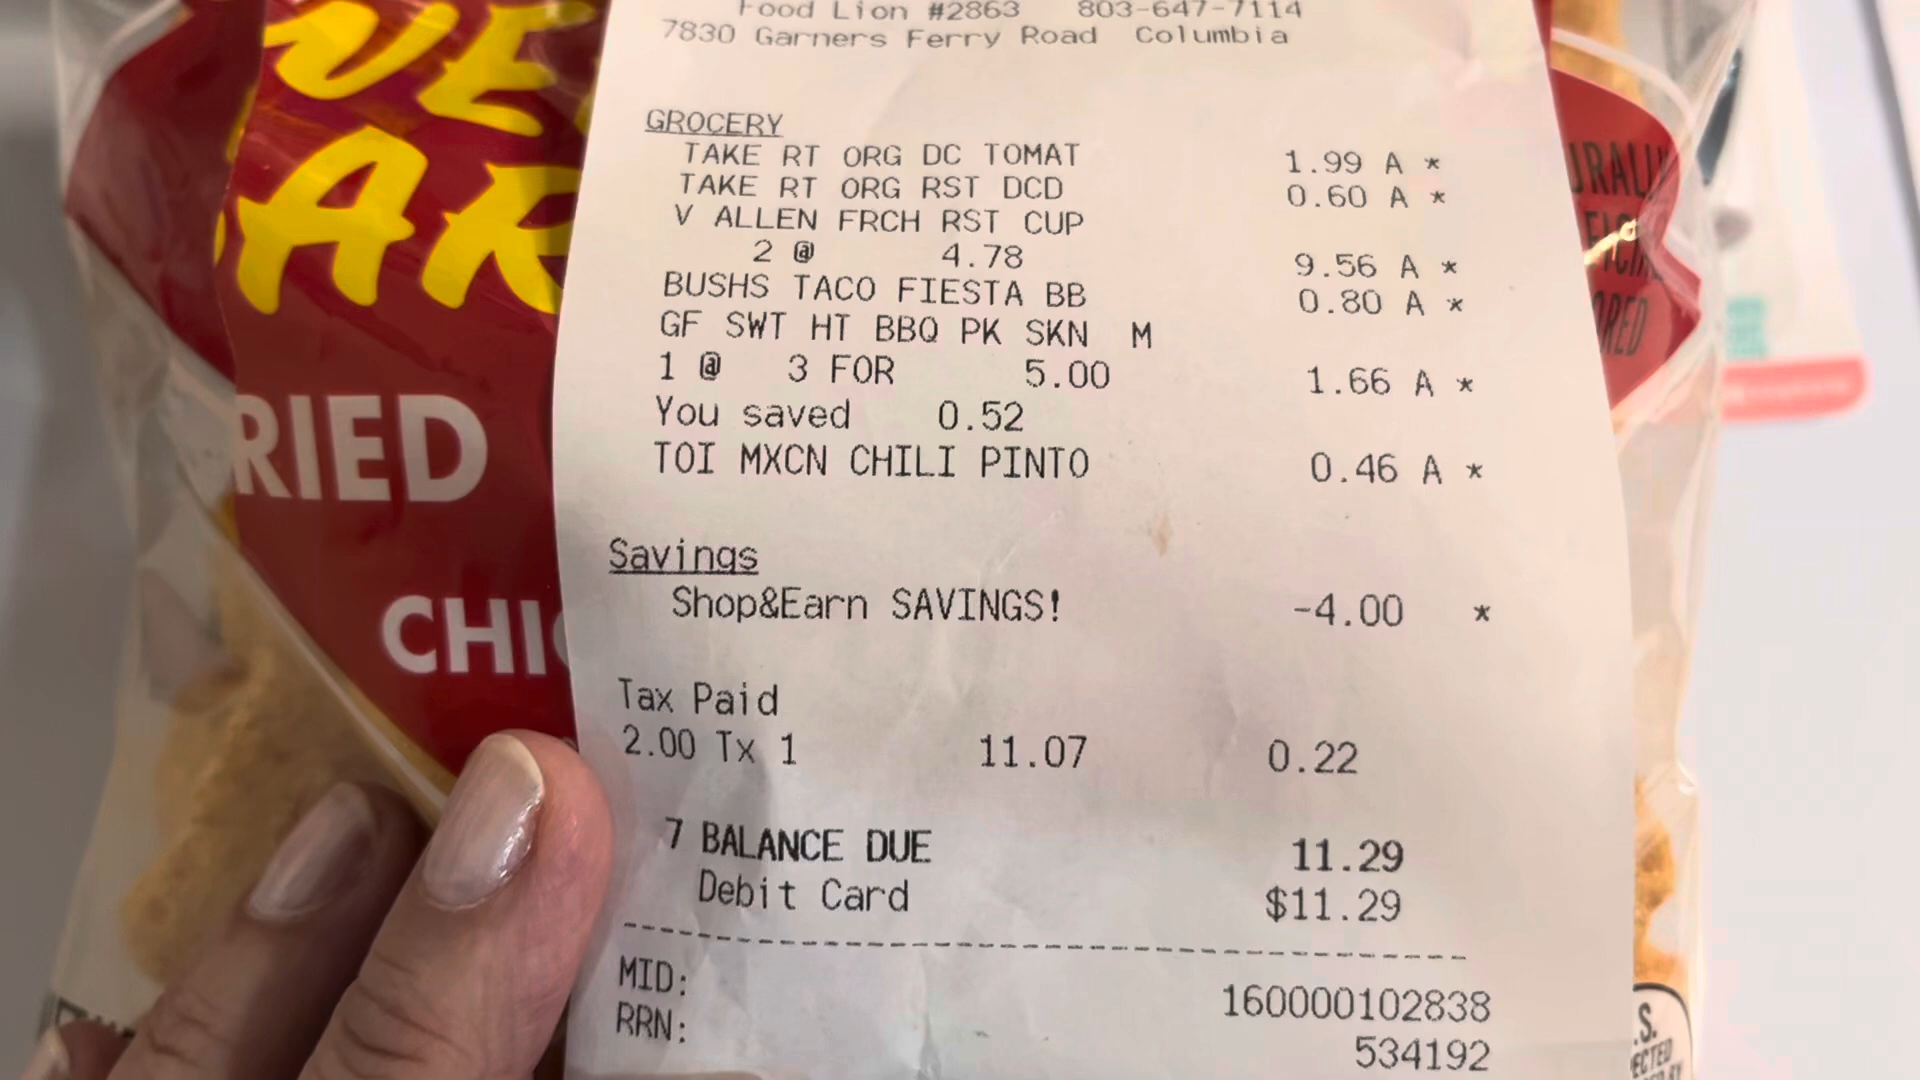 Food Lion #2863 803-647-7114
7830 Garners Ferry Road Columbia
GROCERY
TAKE RT ORG DC TOMAT 1.99 A *
TAKE RT ORG RST DCD 0.60 A *
V ALLEN FRCH RST CUP
2 @ 4.78 9.56 A *
BUSHS TACO FIESTA BB 0.80 A *
GF SWT HT BBQ PK SKN M
1 @ 3 FOR 5.00 1.66 A *
You saved 0.52
TOI MXCN CHILI PINTO 0.46 A *
Savings
Shop&Earn SAVINGS! -4.00 *
Tax Paid
2.00 Tx 1 11.07 0.22
7 BALANCE DUE 11.29
Debit Card $11.29
MID: 160000102838
RRN: 534192
RIED
CHI